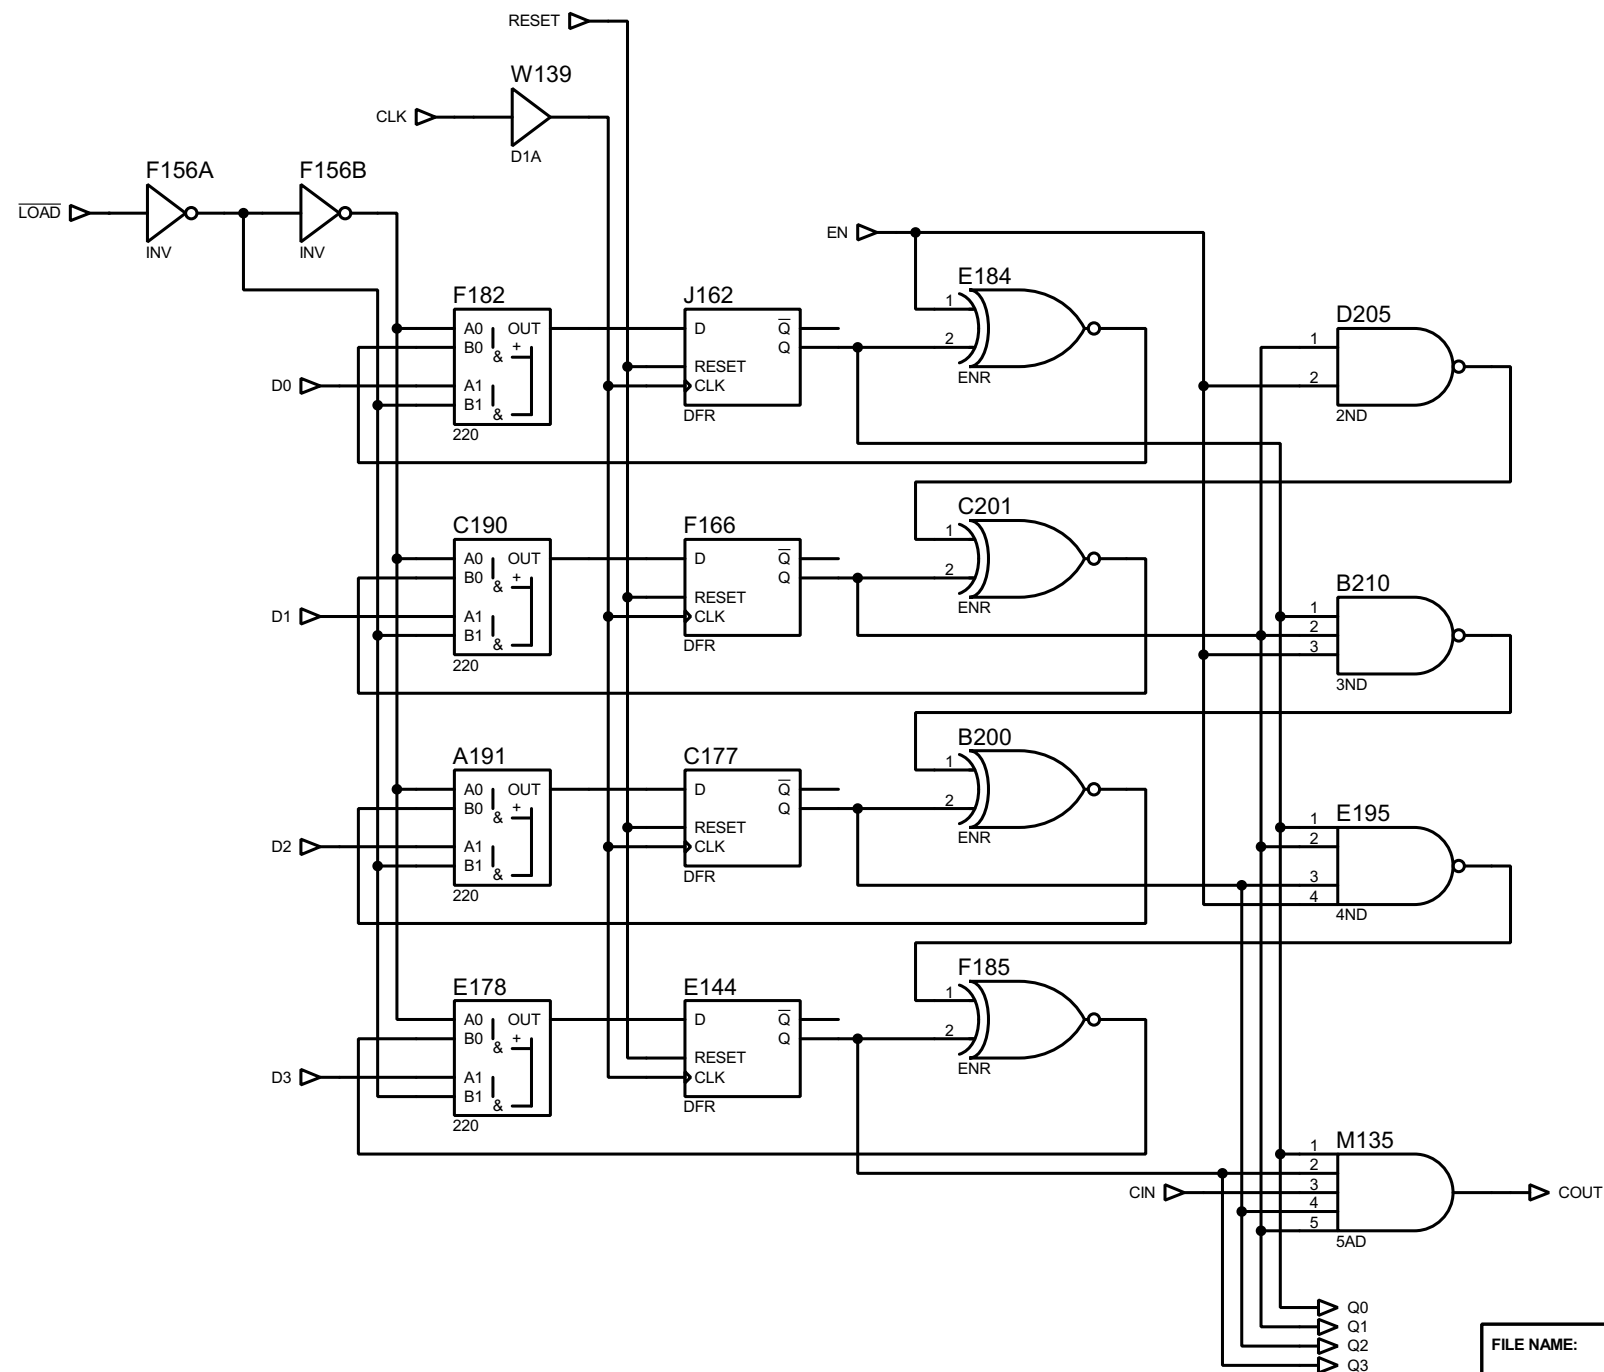 RESET
W139
CLK
D1A
F156A
F156B
LOAD
INV
INV
EN
E184
1
2
ENR
F182
A0 OUT
B0 +
&
A1
B1
&
220
D0
J162
D Q
Q
RESET
CLK
DFR
D205
1
2
2ND
C190
A0 OUT
B0 +
&
A1
B1
&
220
D1
F166
D Q
Q
RESET
CLK
DFR
C201
1
2
ENR
B210
1
2
3
3ND
A191
A0 OUT
B0 +
&
A1
B1
&
220
D2
C177
D Q
Q
RESET
CLK
DFR
B200
1
2
ENR
E195
1
2
3
4
4ND
E178
A0 OUT
B0 +
&
A1
B1
&
220
D3
E144
D Q
Q
RESET
CLK
DFR
F185
1
2
ENR
M135
1
2
3
4
5
5AD
CIN
COUT
Q0
Q1
Q2
Q3
FILE NAME: